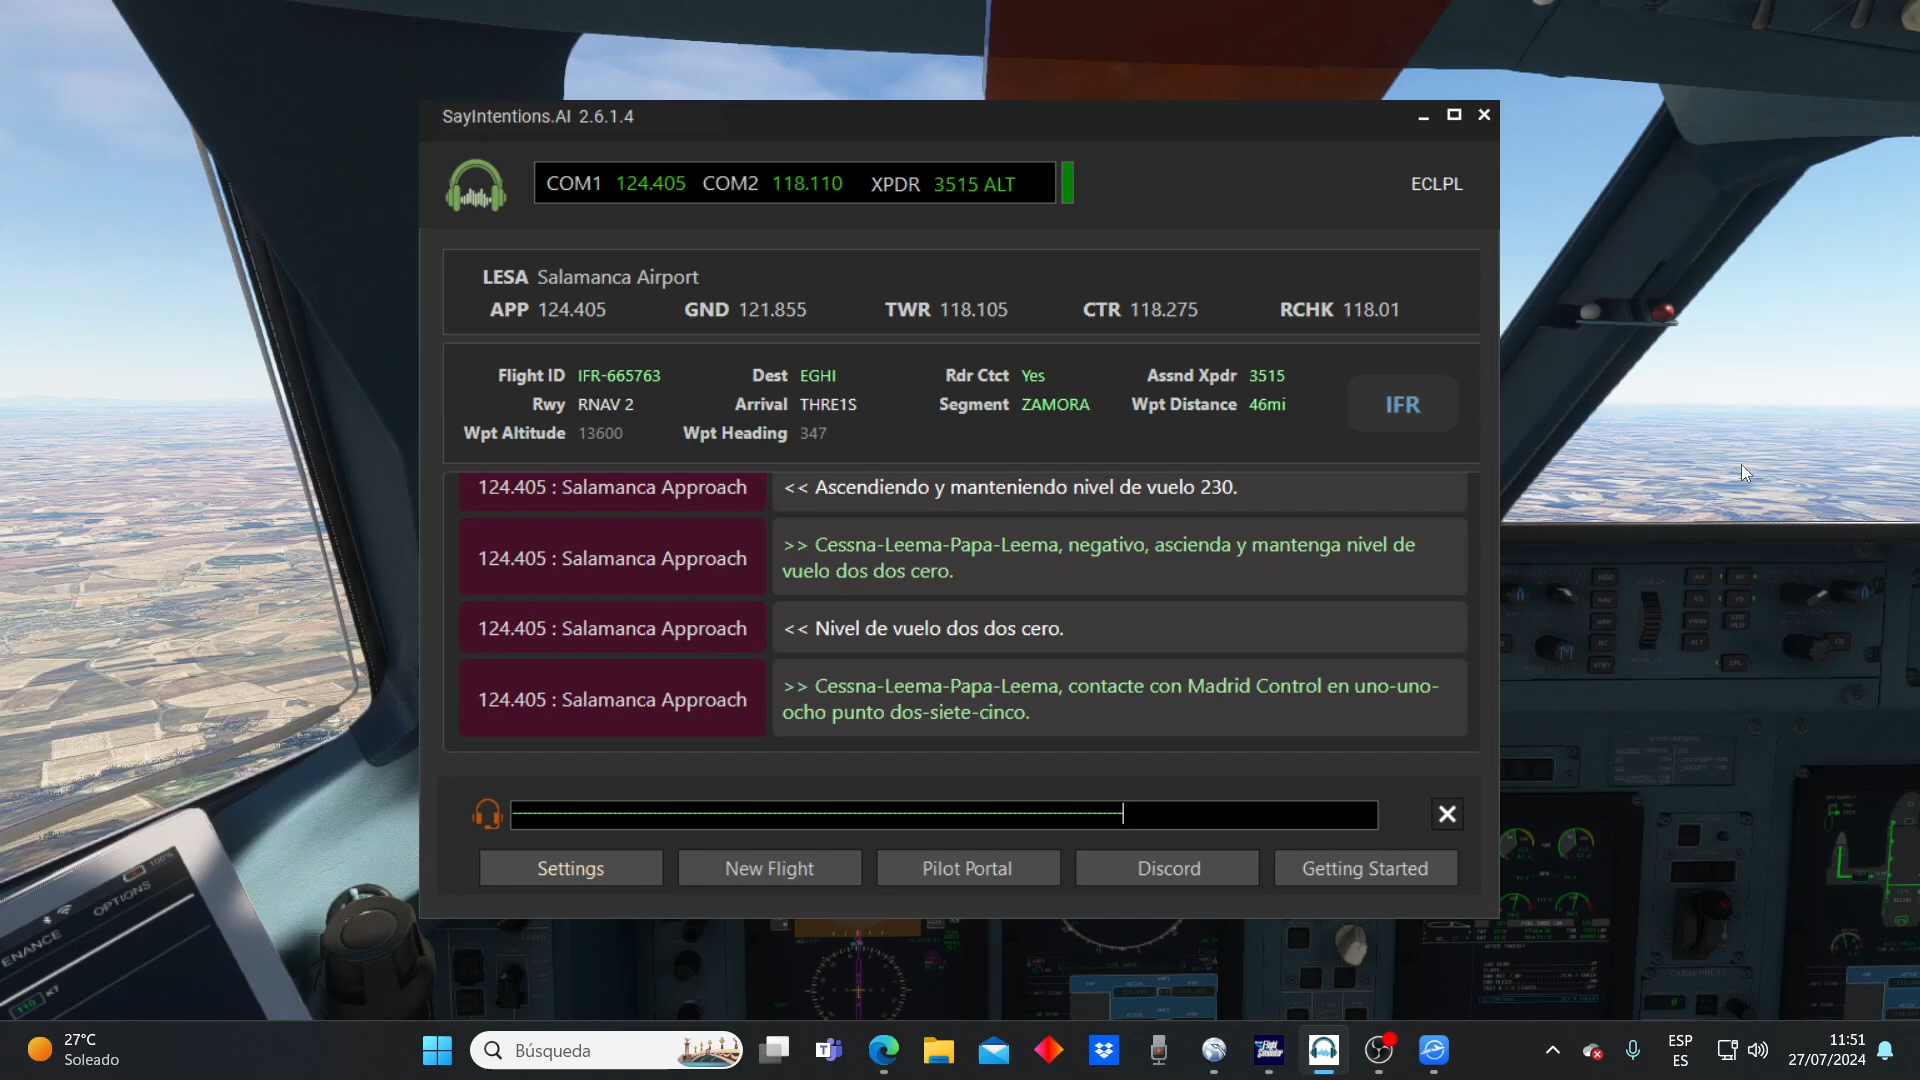 SayIntentions.AI 2.6.1.4
COM1 124.405 COM2 118.110 XPDR 3515 ALT
ECLPL
LESA Salamanca Airport
APP 124.405 GND 121.855 TWR 118.105 CTR 118.275 RCHK 118.01
Flight ID IFR-665763 Dest EGHI Rdr Ctct Yes Assnd Xpdr 3515
Rwy RNAV 2 Arrival THRE1S Segment ZAMORA Wpt Distance 46mi
IFR
Wpt Altitude 13600 Wpt Heading 347
124.405 : Salamanca Approach << Ascendiendo y manteniendo nivel de vuelo 230.
124.405 : Salamanca Approach >> Cessna-Leema-Papa-Leema, negativo, ascienda y mantenga nivel de
vuelo dos dos cero.
124.405 : Salamanca Approach << Nivel de vuelo dos dos cero.
124.405 : Salamanca Approach >> Cessna-Leema-Papa-Leema, contacte con Madrid Control en uno-uno-
ocho punto dos-siete-cinco.
Settings New Flight Pilot Portal Discord Getting Started
100%
OPTIONS
ENANCE
TAWS
27°C
Soleado
Búsqueda
ESP
ES
11:51
27/07/2024